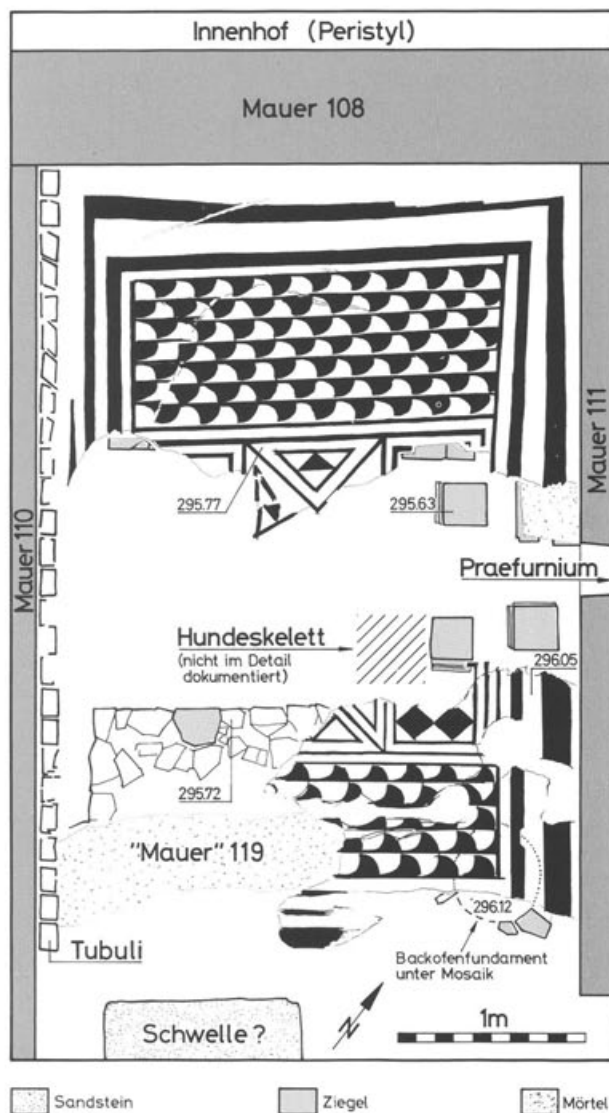 Innenhof (Peristyl)
Mauer 108
Mauer 110
Mauer 111
295.77
295.63
Praefurnium
Hundeskelett
(nicht im Detail
dokumentiert)
296.05
295.72
"Mauer" 119
296.12
Tubuli
Backofenfundament
unter Mosaik
N
1m
Schwelle?
Sandstein
Ziegel
Mörtel